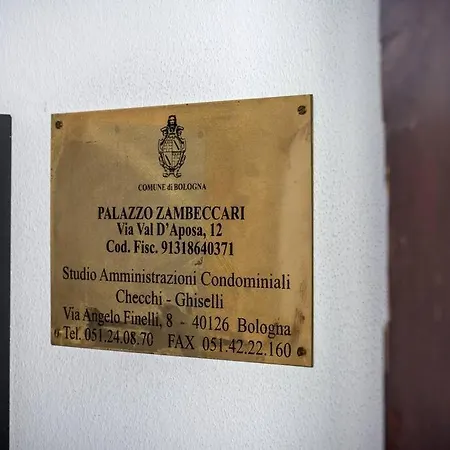 COMUNE di BOLOGNA
PALAZZO ZAMBECCARI
Via Val D'Aposa, 12
Cod. Fisc. 91318640371
Studio Amministrazioni Condominiali
Checchi - Ghiselli
Via Angelo Finelli, 8 - 40126 Bologna
Tel. 051.24.08.70 FAX 051.42.22.160